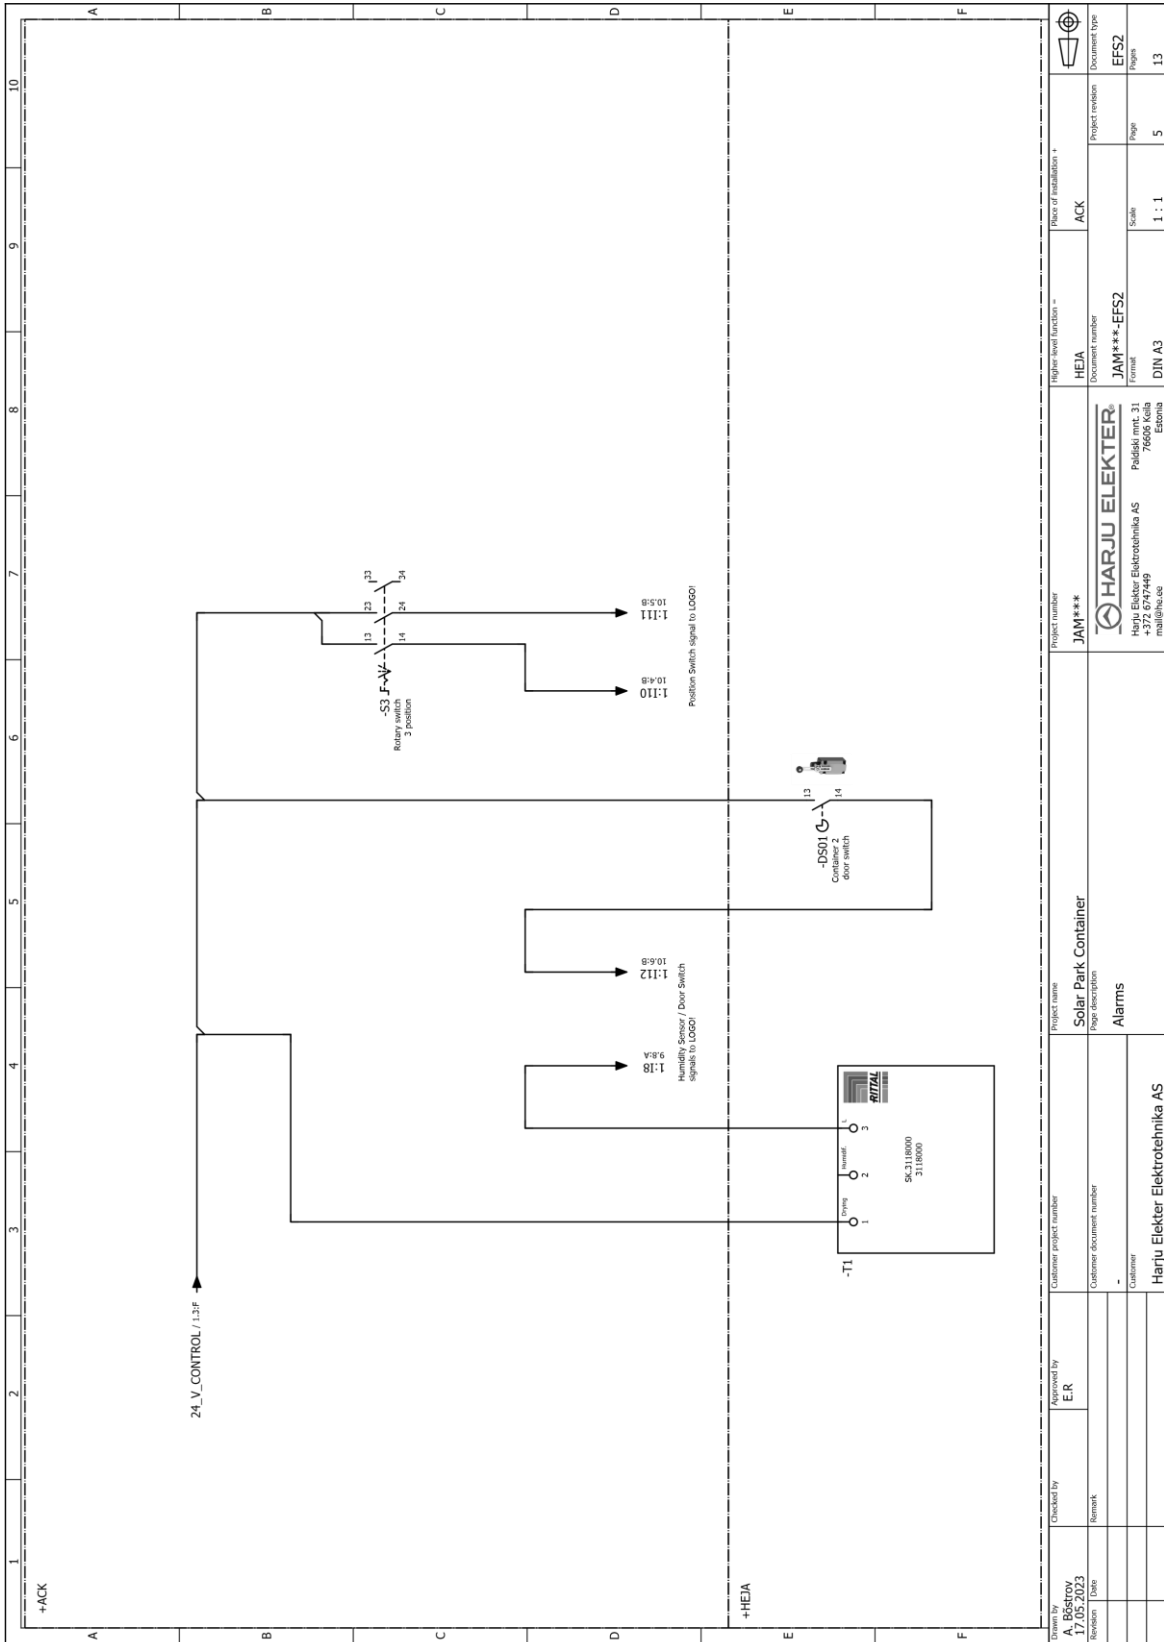 1 2 3 4 5 6 7 8 9 10
A
B
C
D
E
F
+ACK
24_V_CONTROL / 1.3:F
-S3
Rotary switch
3 position
13
14
23
24
33
34
1:I8
9.8:A
1:I12
10.6:B
Humidity Sensor / Door Switch
signals to LOGO!
1:I10
10.4:B
1:I11
10.5:B
Position Switch signal to LOGO!
+HEJA
-T1
Drying
1
Humidif.
2
L
3
SK.3118000
3118000
RITTAL
-DS01
Container 2
door switch
13
14
A
B
C
D
E
F
Drawn by
A. Böstrov
17.05.2023
Checked by
Approved by
E.R
Revision
Date
Remark
Customer project number
Customer document number
-
Customer
Harju Elekter Elektrotehnika AS
Project name
Solar Park Container
Page description
Alarms
Project number
JAM***
HARJU ELEKTER®
Harju Elekter Elektrotehnika AS
+372 6747449
mail@he.ee
Paldiski mnt. 31
76606 Keila
Estonia
Higher-level function =
HEJA
Place of installation +
ACK
Document number
JAM***-EFS2
Project revision
Document type
EFS2
Format
DIN A3
Scale
1 : 1
Page
5
Pages
13